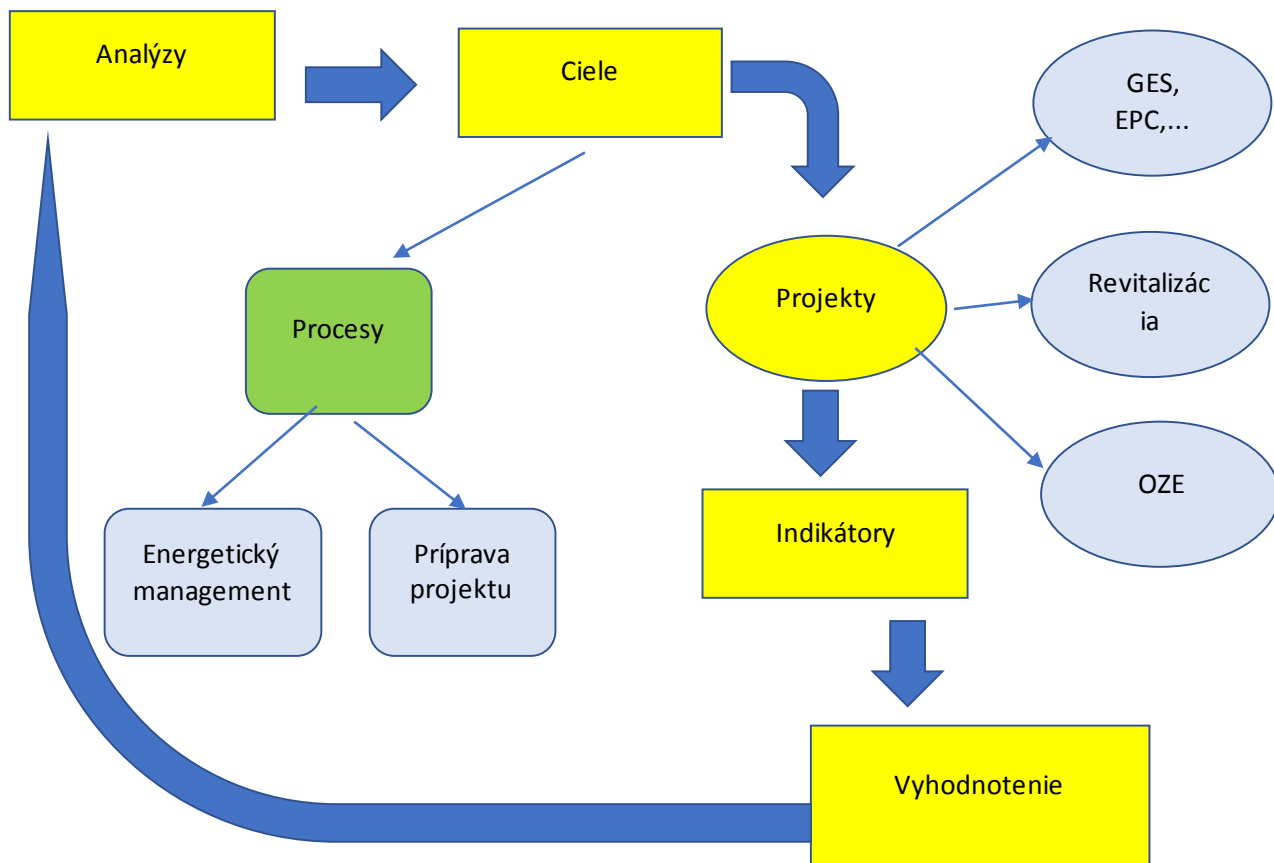 Analýzy
Ciele
GES,
EPC,...
Procesy
Projekty
Revitalizác
ia
Energetický
management
Príprava
projektu
Indikátory
OZE
Vyhodnotenie